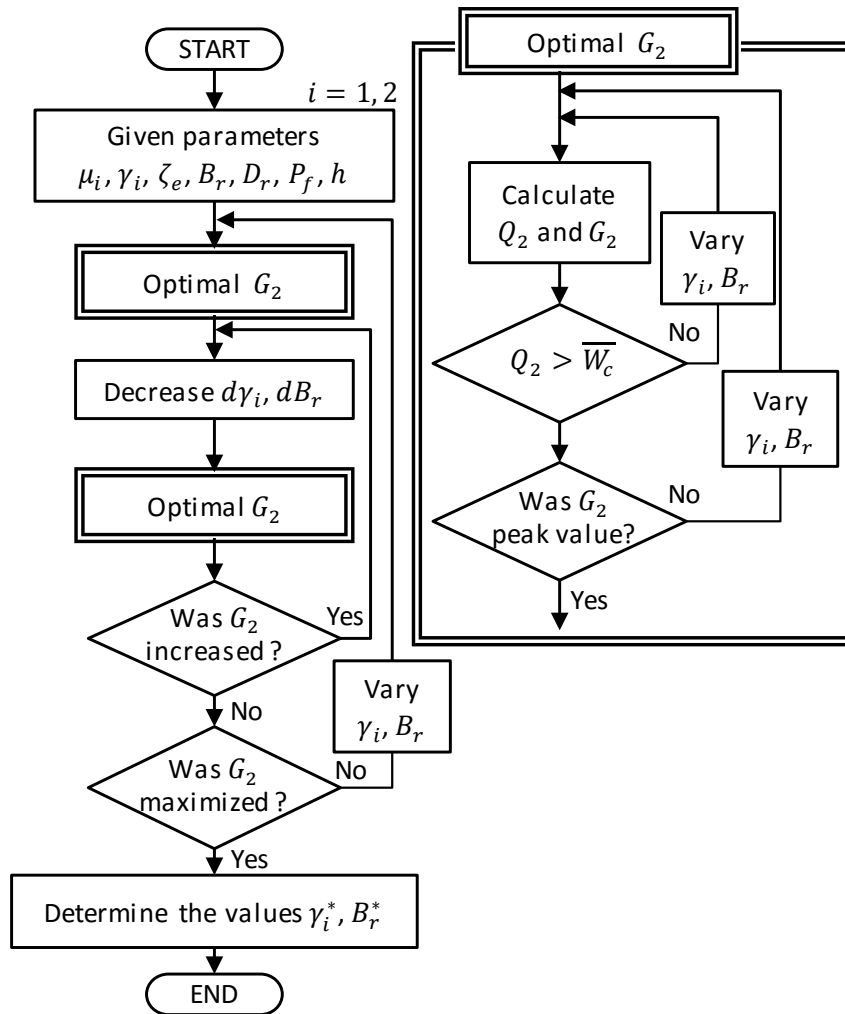 START
i = 1, 2
Given parameters
μ_i, γ_i, ζ_e, B_r, D_r, P_f, h
Optimal G_2
Decrease dγ_i, dB_r
Optimal G_2
Was G_2
increased?
Yes
No
Vary
γ_i, B_r
Was G_2
maximized?
No
Yes
Determine the values γ_i^*, B_r^*
END
Optimal G_2
Calculate
Q_2 and G_2
Vary
γ_i, B_r
Q_2 > \overline{W_c}
No
Vary
γ_i, B_r
Was G_2
peak value?
No
Yes